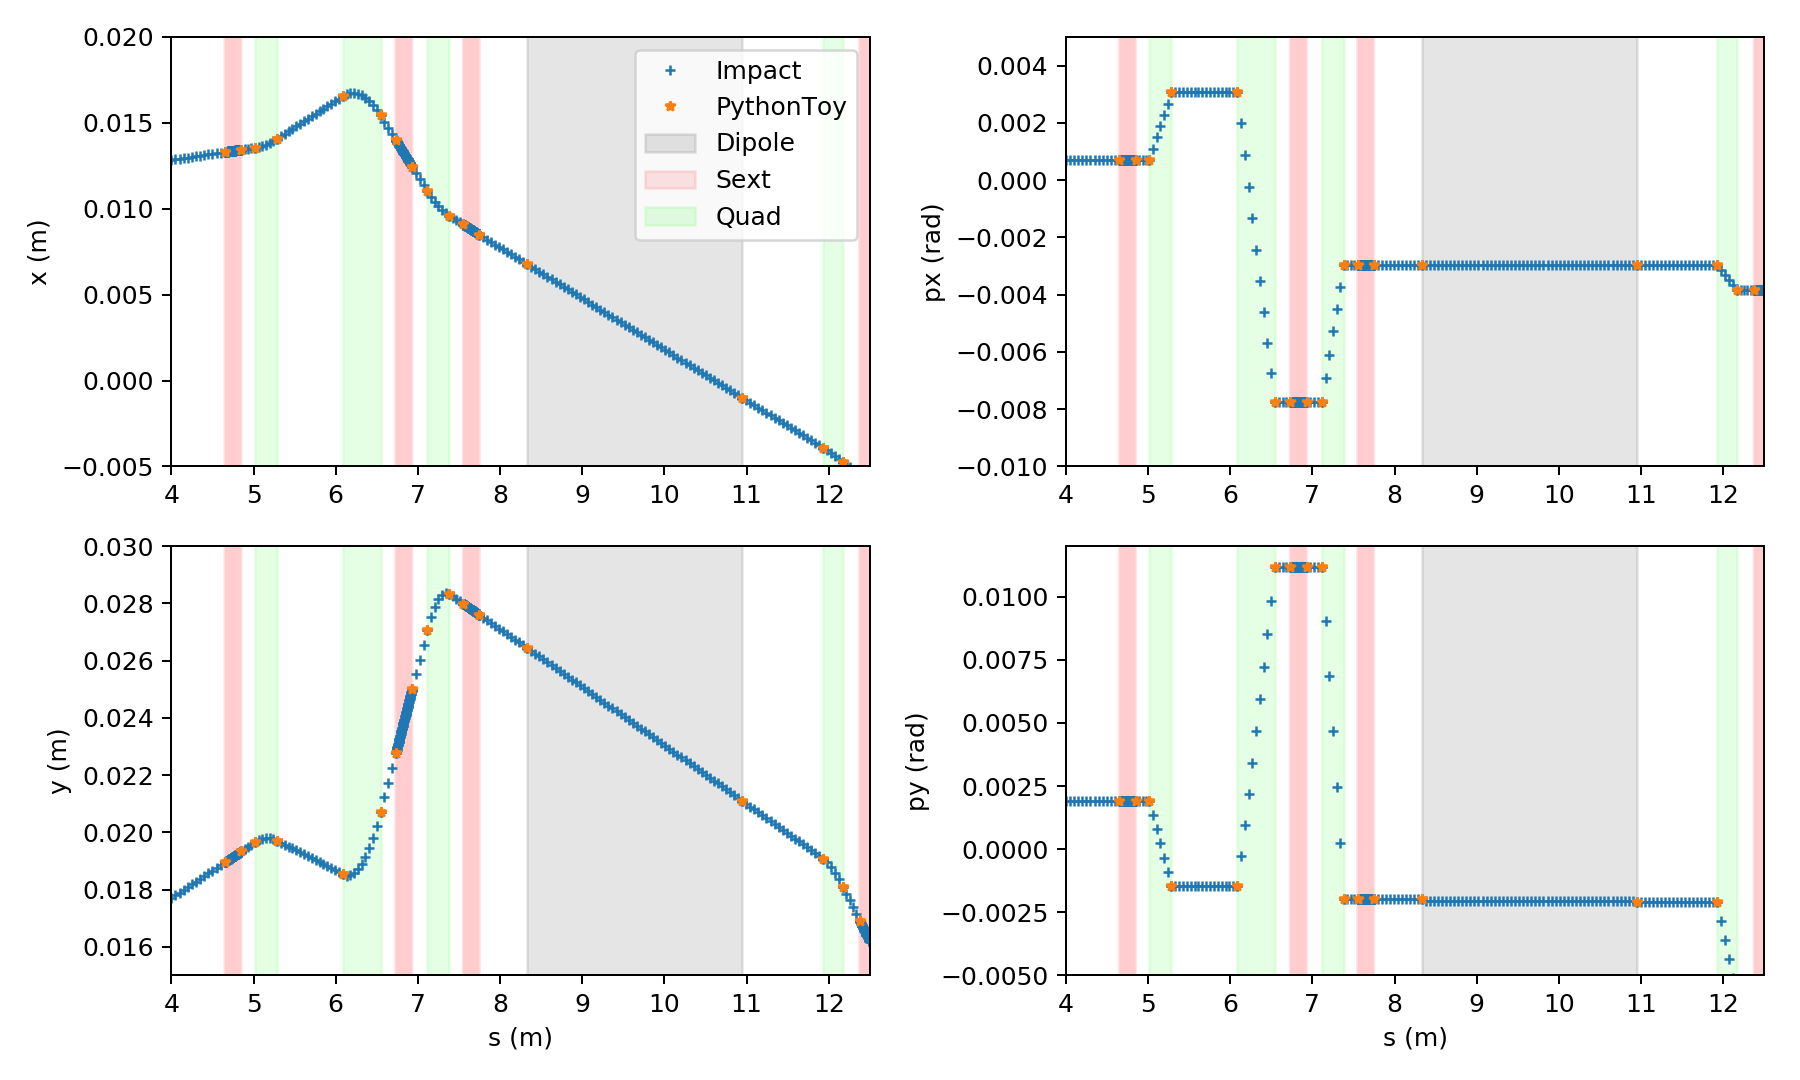 0.020
0.015
0.010
0.005
0.000
−0.005
x (m)
4 5 6 7 8 9 10 11 12
Impact
PythonToy
Dipole
Sext
Quad
0.004
0.002
0.000
−0.002
−0.004
−0.006
−0.008
−0.010
px (rad)
4 5 6 7 8 9 10 11 12
0.030
0.028
0.026
0.024
0.022
0.020
0.018
0.016
y (m)
4 5 6 7 8 9 10 11 12
s (m)
0.0100
0.0075
0.0050
0.0025
0.0000
−0.0025
−0.0050
py (rad)
4 5 6 7 8 9 10 11 12
s (m)